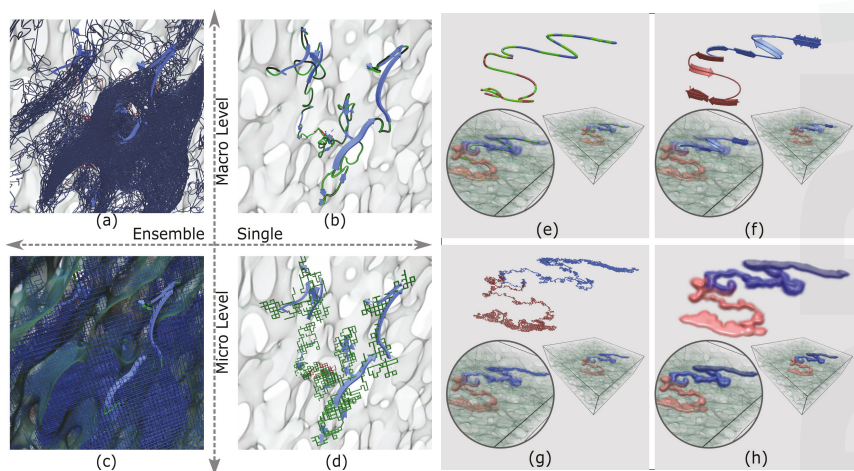 (a)
Macro Level
(b)
(e)
(f)
Ensemble
Single
(c)
Micro Level
(d)
(g)
(h)